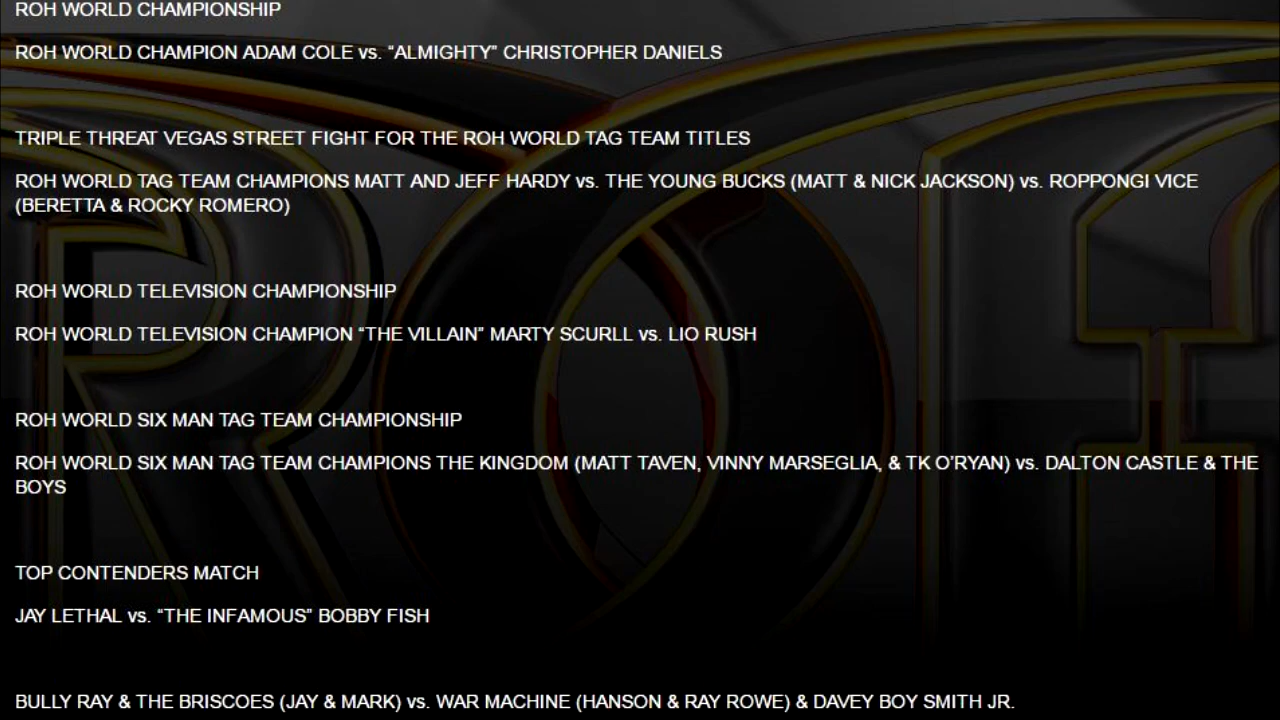 ROH WORLD CHAMPIONSHIP
ROH WORLD CHAMPION ADAM COLE vs. “ALMIGHTY” CHRISTOPHER DANIELS
TRIPLE THREAT VEGAS STREET FIGHT FOR THE ROH WORLD TAG TEAM TITLES
ROH WORLD TAG TEAM CHAMPIONS MATT AND JEFF HARDY vs. THE YOUNG BUCKS (MATT & NICK JACKSON) vs. ROPPONGI VICE
(BERETTA & ROCKY ROMERO)
ROH WORLD TELEVISION CHAMPIONSHIP
ROH WORLD TELEVISION CHAMPION “THE VILLAIN” MARTY SCURLL vs. LIO RUSH
ROH WORLD SIX MAN TAG TEAM CHAMPIONSHIP
ROH WORLD SIX MAN TAG TEAM CHAMPIONS THE KINGDOM (MATT TAVEN, VINNY MARSEGLIA, & TK O’RYAN) vs. DALTON CASTLE & THE
BOYS
TOP CONTENDERS MATCH
JAY LETHAL vs. “THE INFAMOUS” BOBBY FISH
BULLY RAY & THE BRISCOES (JAY & MARK) vs. WAR MACHINE (HANSON & RAY ROWE) & DAVEY BOY SMITH JR.
ROH